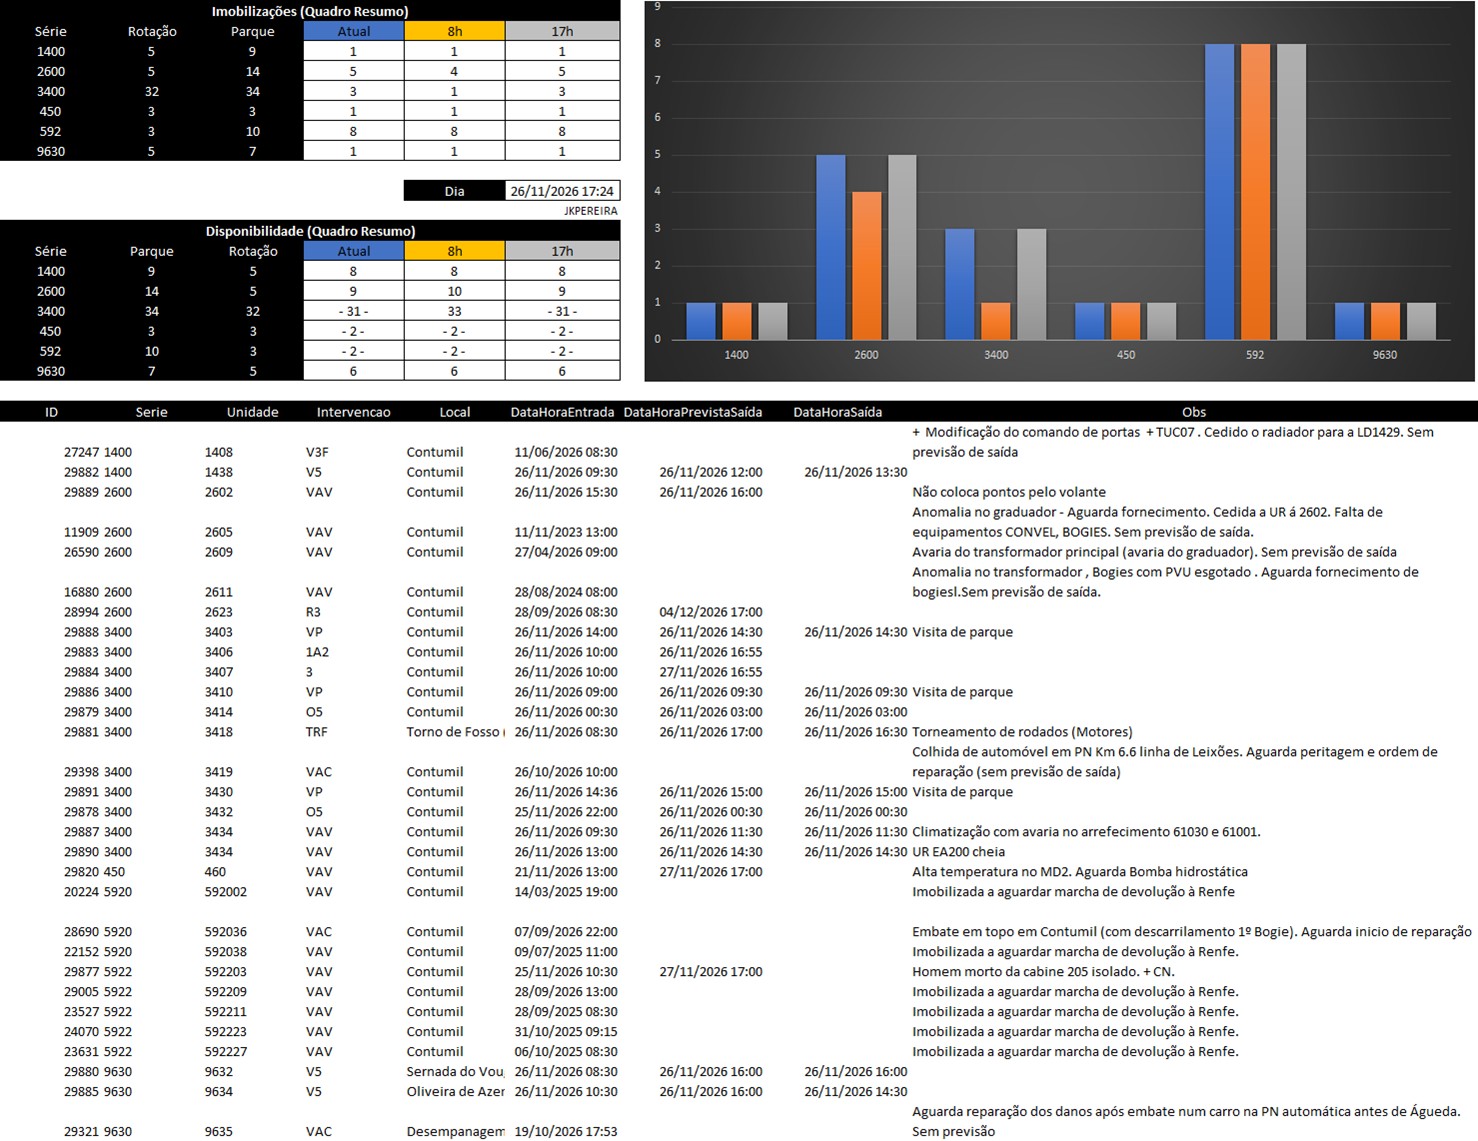 Imobilizações (Quadro Resumo)
Série Rotação Parque Atual 8h 17h
1400 5 9 1 1 1
2600 5 14 5 4 5
3400 32 34 3 1 3
450 3 3 1 1 1
592 3 10 8 8 8
9630 5 7 1 1 1
Dia 26/11/2026 17:24
JKPEREIRA
Disponibilidade (Quadro Resumo)
Série Parque Rotação Atual 8h 17h
1400 9 5 8 8 8
2600 14 5 9 10 9
3400 34 32 - 31 - 33 - 31 -
450 3 3 - 2 - - 2 - - 2 -
592 10 3 - 2 - - 2 - - 2 -
9630 7 5 6 6 6
9
8
7
6
5
4
3
2
1
0
1400 2600 3400 450 592 9630
ID Serie Unidade Intervencao Local DataHoraEntrada DataHoraPrevistaSaída DataHoraSaída Obs
+ Modificação do comando de portas + TUC07 . Cedido o radiador para a LD1429. Sem
27247 1400 1408 V3F Contumil 11/06/2026 08:30 previsão de saída
29882 1400 1438 V5 Contumil 26/11/2026 09:30 26/11/2026 12:00 26/11/2026 13:30
29889 2600 2602 VAV Contumil 26/11/2026 15:30 26/11/2026 16:00 Não coloca pontos pelo volante
Anomalia no graduador - Aguarda fornecimento. Cedida a UR á 2602. Falta de
11909 2600 2605 VAV Contumil 11/11/2023 13:00 equipamentos CONVEL, BOGIES. Sem previsão de saída.
26590 2600 2609 VAV Contumil 27/04/2026 09:00 Avaria do transformador principal (avaria do graduador). Sem previsão de saída
Anomalia no transformador , Bogies com PVU esgotado . Aguarda fornecimento de
16880 2600 2611 VAV Contumil 28/08/2024 08:00 bogiesl.Sem previsão de saída.
28994 2600 2623 R3 Contumil 28/09/2026 08:30 04/12/2026 17:00
29888 3400 3403 VP Contumil 26/11/2026 14:00 26/11/2026 14:30 26/11/2026 14:30 Visita de parque
29883 3400 3406 1A2 Contumil 26/11/2026 10:00 26/11/2026 16:55
29884 3400 3407 3 Contumil 26/11/2026 10:00 27/11/2026 16:55
29886 3400 3410 VP Contumil 26/11/2026 09:00 26/11/2026 09:30 26/11/2026 09:30 Visita de parque
29879 3400 3414 O5 Contumil 26/11/2026 00:30 26/11/2026 03:00 26/11/2026 03:00
29881 3400 3418 TRF Torno de Fosso ( 26/11/2026 08:30 26/11/2026 17:00 26/11/2026 16:30 Torneamento de rodados (Motores)
Colhida de automóvel em PN Km 6.6 linha de Leixões. Aguarda peritagem e ordem de
29398 3400 3419 VAC Contumil 26/10/2026 10:00 reparação (sem previsão de saída)
29891 3400 3430 VP Contumil 26/11/2026 14:36 26/11/2026 15:00 26/11/2026 15:00 Visita de parque
29878 3400 3432 O5 Contumil 25/11/2026 22:00 26/11/2026 00:30 26/11/2026 00:30
29887 3400 3434 VAV Contumil 26/11/2026 09:30 26/11/2026 11:30 26/11/2026 11:30 Climatização com avaria no arrefecimento 61030 e 61001.
29890 3400 3434 VAV Contumil 26/11/2026 13:00 26/11/2026 14:30 26/11/2026 14:30 UR EA200 cheia
29820 450 460 VAV Contumil 21/11/2026 13:00 27/11/2026 17:00 Alta temperatura no MD2. Aguarda Bomba hidrostática
20224 5920 592002 VAV Contumil 14/03/2025 19:00 Imobilizada a aguardar marcha de devolução à Renfe
28690 5920 592036 VAC Contumil 07/09/2026 22:00 Embate em topo em Contumil (com descarrilamento 1º Bogie). Aguarda inicio de reparação
22152 5920 592038 VAV Contumil 09/07/2025 11:00 Imobilizada a aguardar marcha de devolução à Renfe.
29877 5922 592203 VAV Contumil 25/11/2026 10:30 27/11/2026 17:00 Homem morto da cabine 205 isolado. + CN.
29005 5922 592209 VAV Contumil 28/09/2026 13:00 Imobilizada a aguardar marcha de devolução à Renfe.
23527 5922 592211 VAV Contumil 28/09/2025 08:30 Imobilizada a aguardar marcha de devolução à Renfe.
24070 5922 592223 VAV Contumil 31/10/2025 09:15 Imobilizada a aguardar marcha de devolução à Renfe.
23631 5922 592227 VAV Contumil 06/10/2025 08:30 Imobilizada a aguardar marcha de devolução à Renfe.
29880 9630 9632 V5 Sernada do Vou 26/11/2026 08:30 26/11/2026 16:00 26/11/2026 16:00
29885 9630 9634 V5 Oliveira de Azer 26/11/2026 10:30 26/11/2026 16:00 26/11/2026 14:30
Aguarda reparação dos danos após embate num carro na PN automática antes de Águeda.
29321 9630 9635 VAC Desempanagem 19/10/2026 17:53 Sem previsão